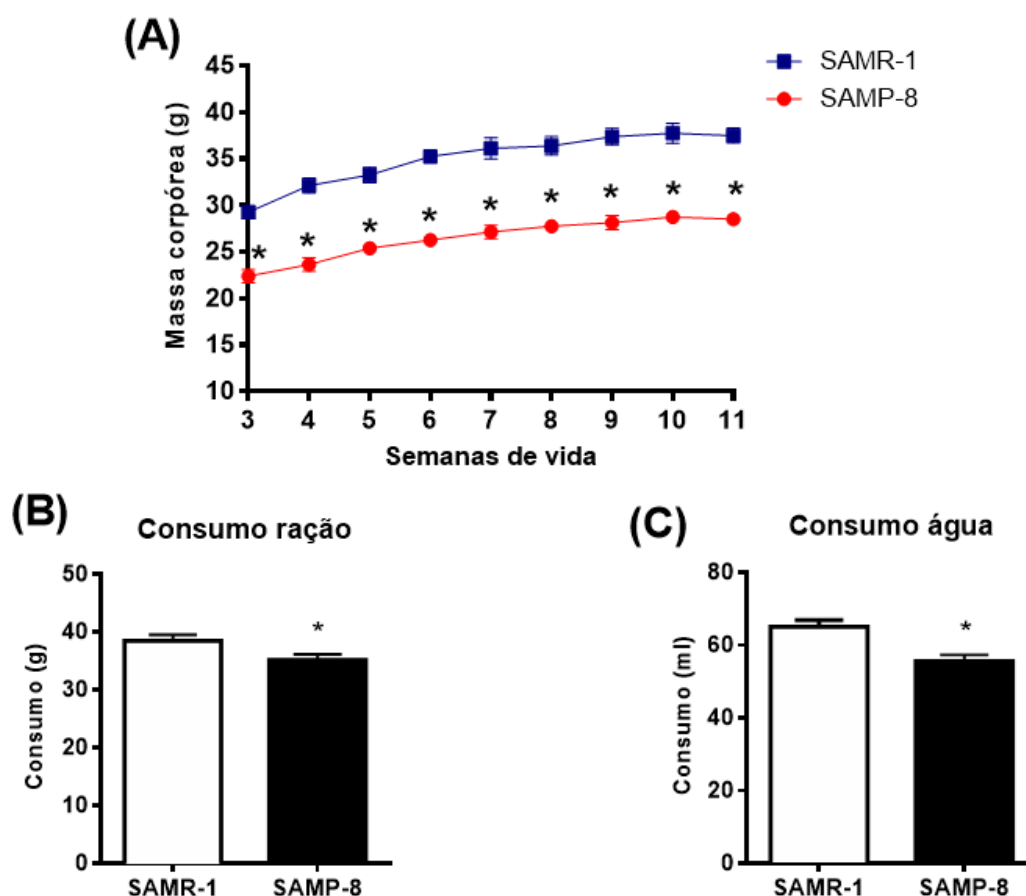 (A)
SAMR-1
SAMP-8
Massa corpórea (g)
45
40
35
30
25
20
15
10
* * * * * * * * *
3 4 5 6 7 8 9 10 11
Semanas de vida
(B)
Consumo ração
Consumo (g)
50
40
30
20
10
0
*
SAMR-1 SAMP-8
(C)
Consumo água
Consumo (ml)
80
60
40
20
0
*
SAMR-1 SAMP-8